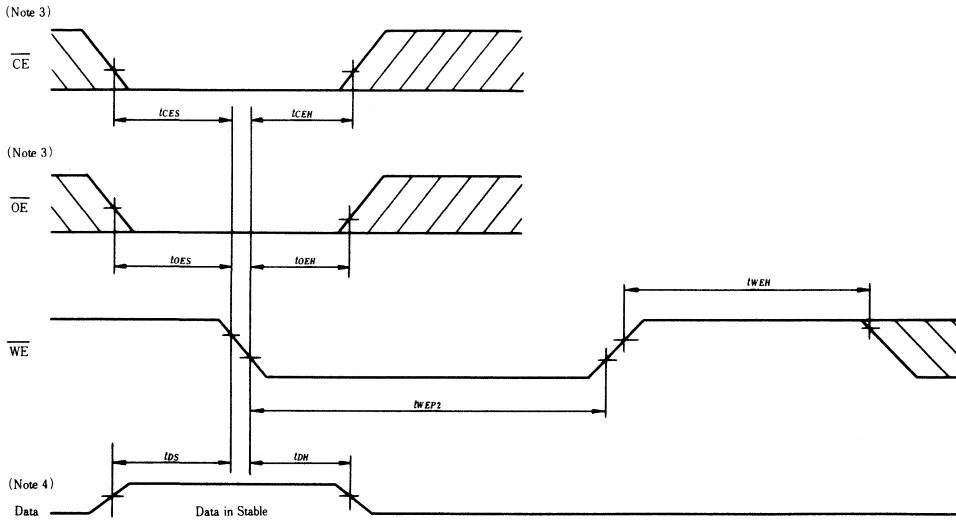 (Note 3)
CE
tCES
tCEH
(Note 3)
OE
tOES
tOEH
tWEH
WE
tWEP2
tDS
tDH
(Note 4)
Data
Data in Stable